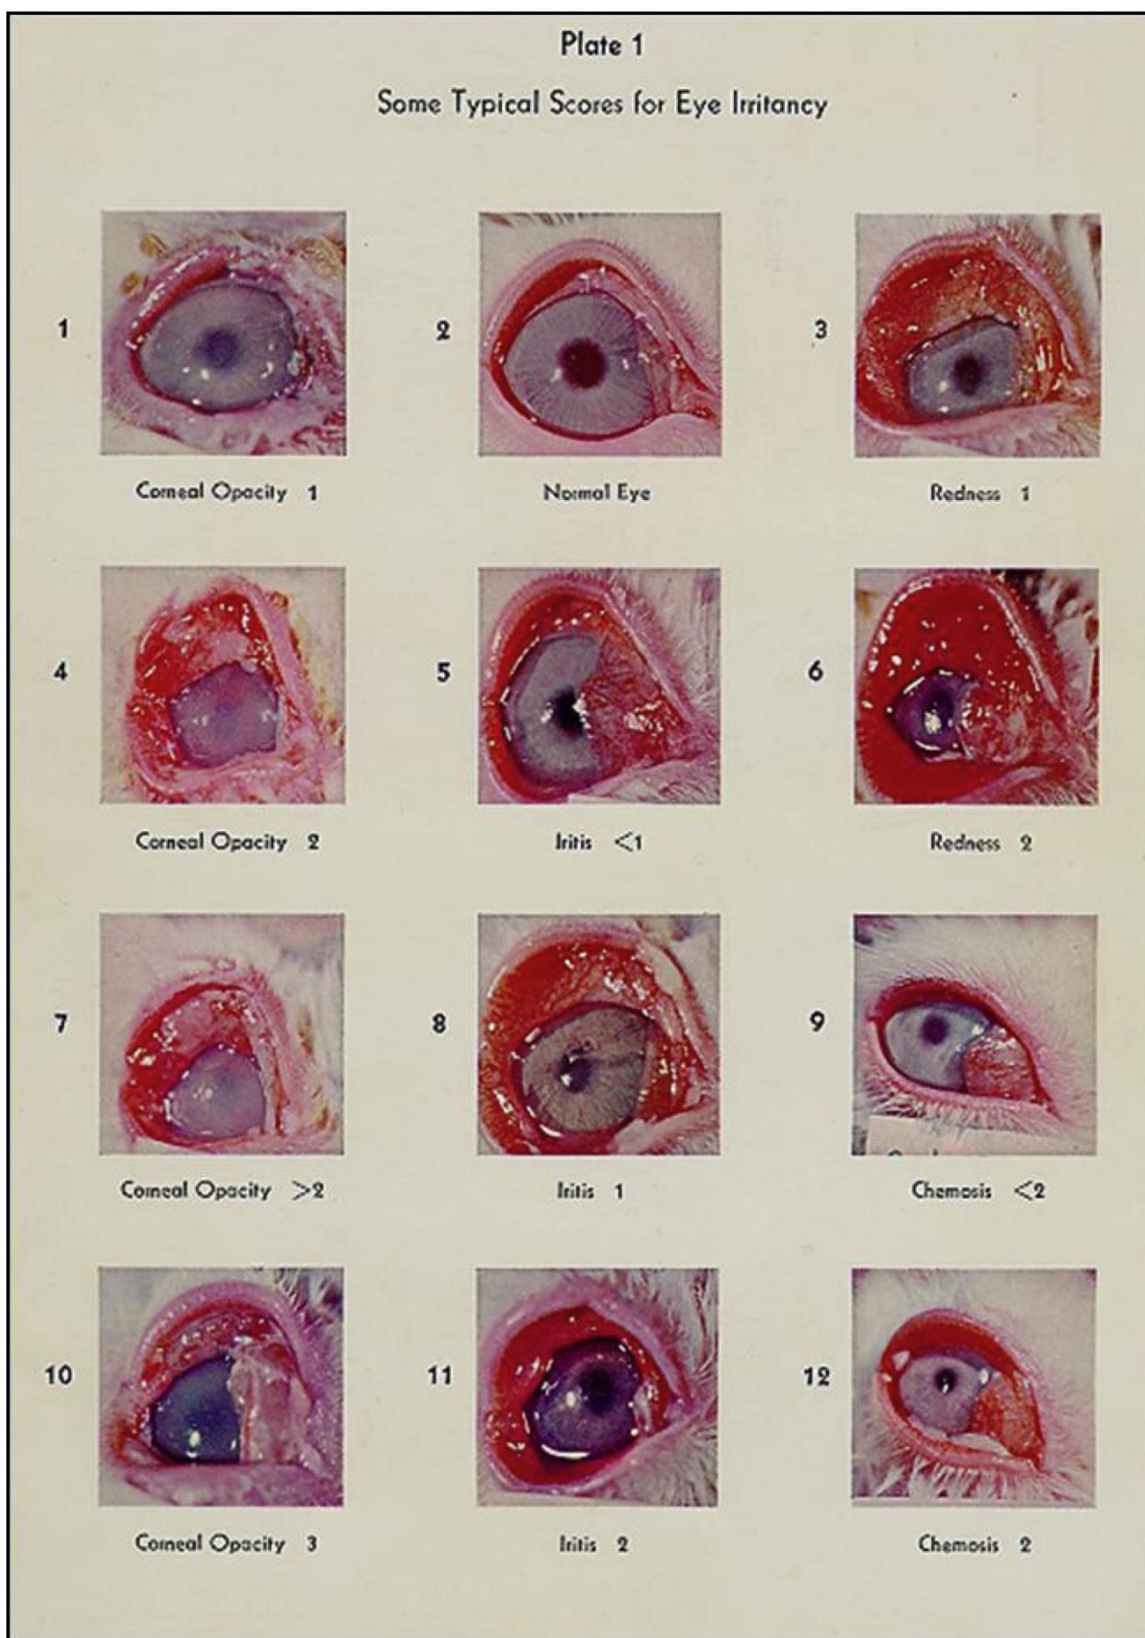 Plate 1
Some Typical Scores for Eye Irritancy
1 2 3
Corneal Opacity 1 Normal Eye Redness 1
4 5 6
Corneal Opacity 2 Iritis <1 Redness 2
7 8 9
Corneal Opacity >2 Iritis 1 Chemosis <2
10 11 12
Corneal Opacity 3 Iritis 2 Chemosis 2